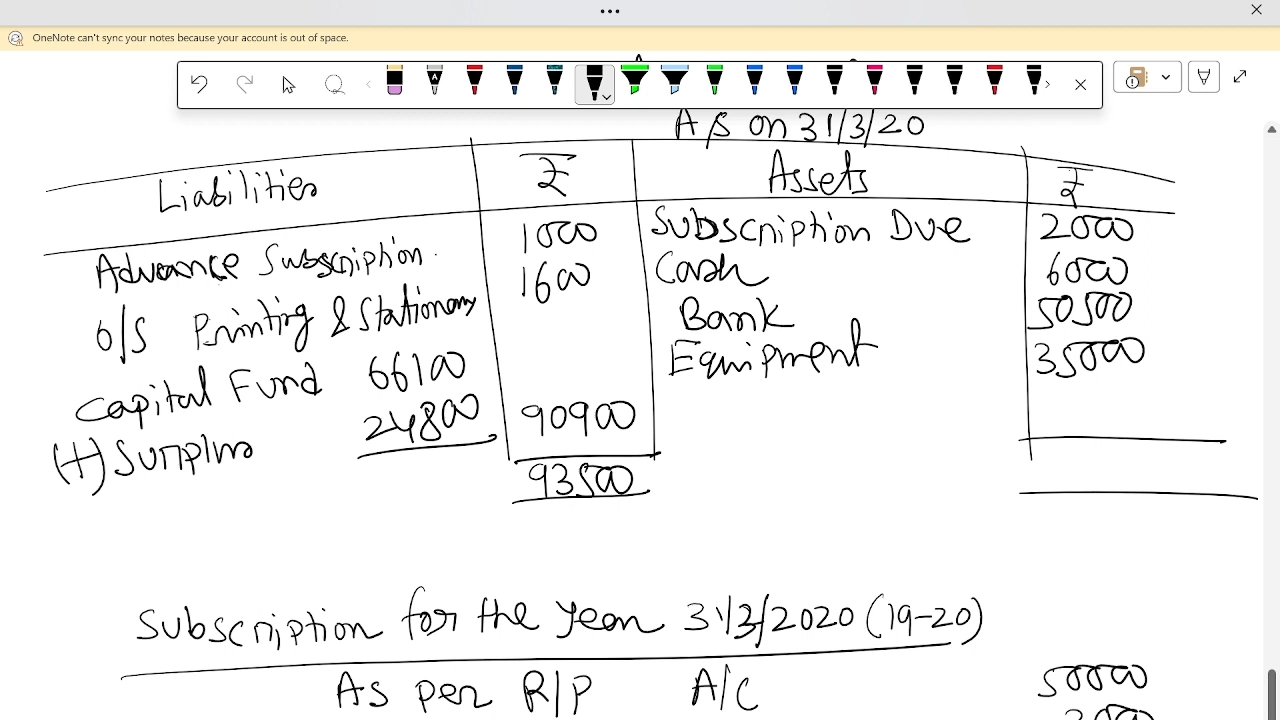 OneNote can't sync your notes because your account is out of space.
As on 31/3/20
Liabilities ₹ Assets ₹
Advance Subscription 1000 Subscription Due 2000
O/S Printing & Stationary 1600 Cash 6000
Bank 50500
Capital Fund 66100 Equipment 35000
(+) Surplus 24800 90900
93500
Subscription for the year 31/3/2020 (19-20)
As per R/P A/C 50000